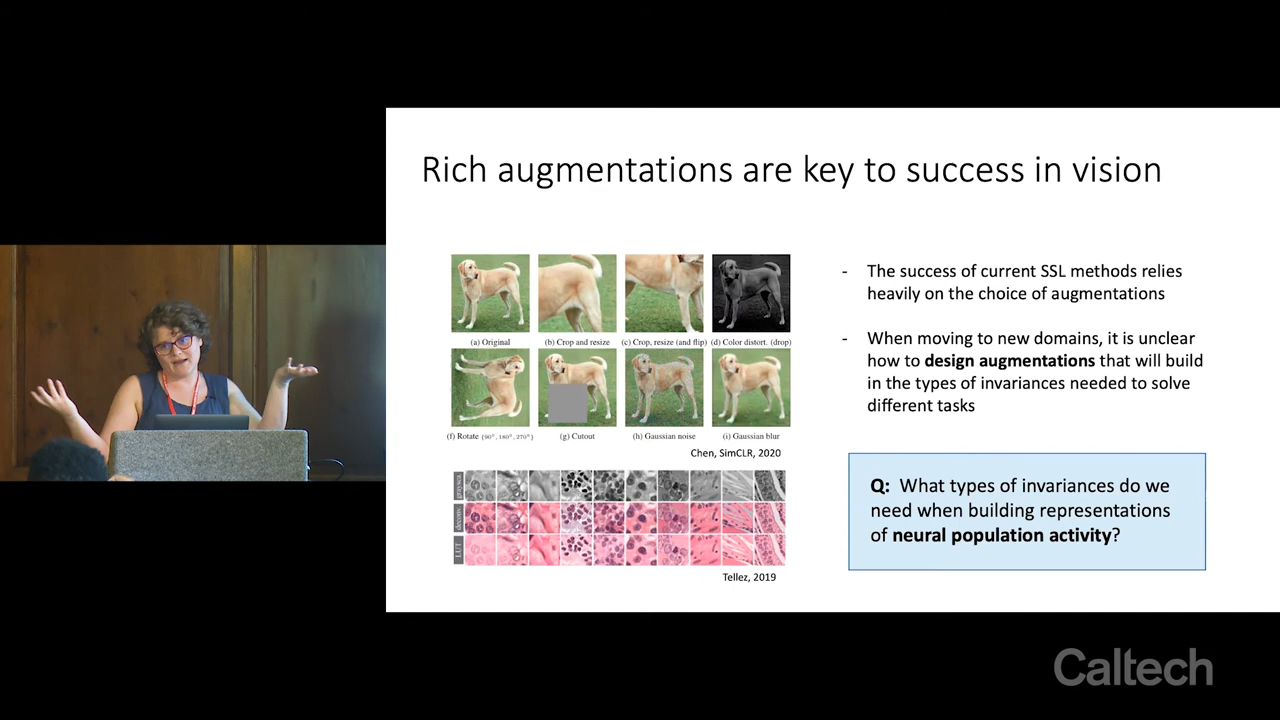 Rich augmentations are key to success in vision
(a) Original
(b) Crop and resize
(c) Crop, resize (and flip)
(d) Color distort. (drop)
(f) Rotate {90°, 180°, 270°}
(g) Cutout
(h) Gaussian noise
(i) Gaussian blur
Chen, SimCLR, 2020
deconv.
LUT
Tellez, 2019
- The success of current SSL methods relies
heavily on the choice of augmentations
- When moving to new domains, it is unclear
how to design augmentations that will build
in the types of invariances needed to solve
different tasks
Q: What types of invariances do we
need when building representations
of neural population activity?
Caltech